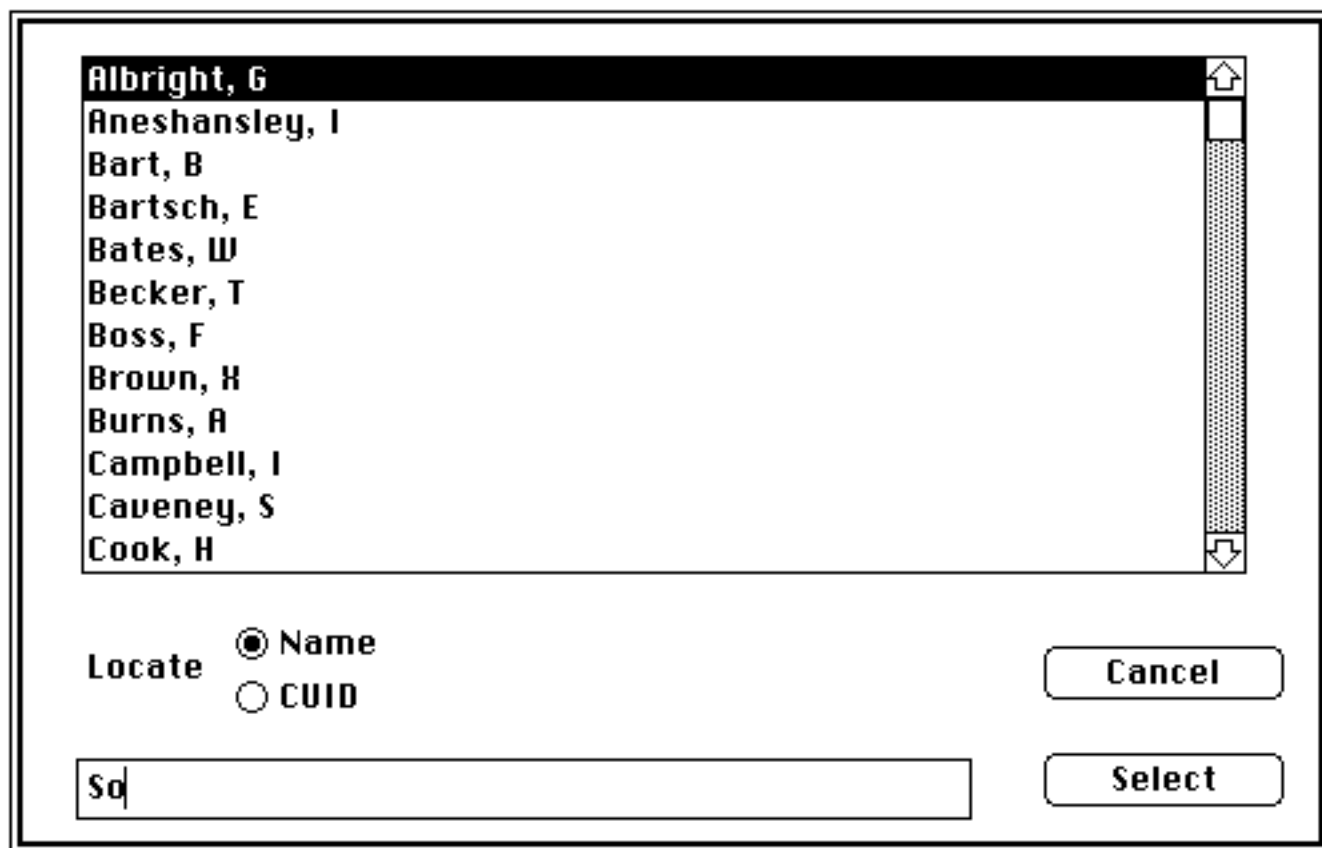 Albright, G
Aneshansley, I
Bart, B
Bartsch, E
Bates, W
Becker, T
Boss, F
Brown, X
Burns, A
Campbell, I
Caveney, S
Cook, H
Locate
Name
CUID
Cancel
So
Select